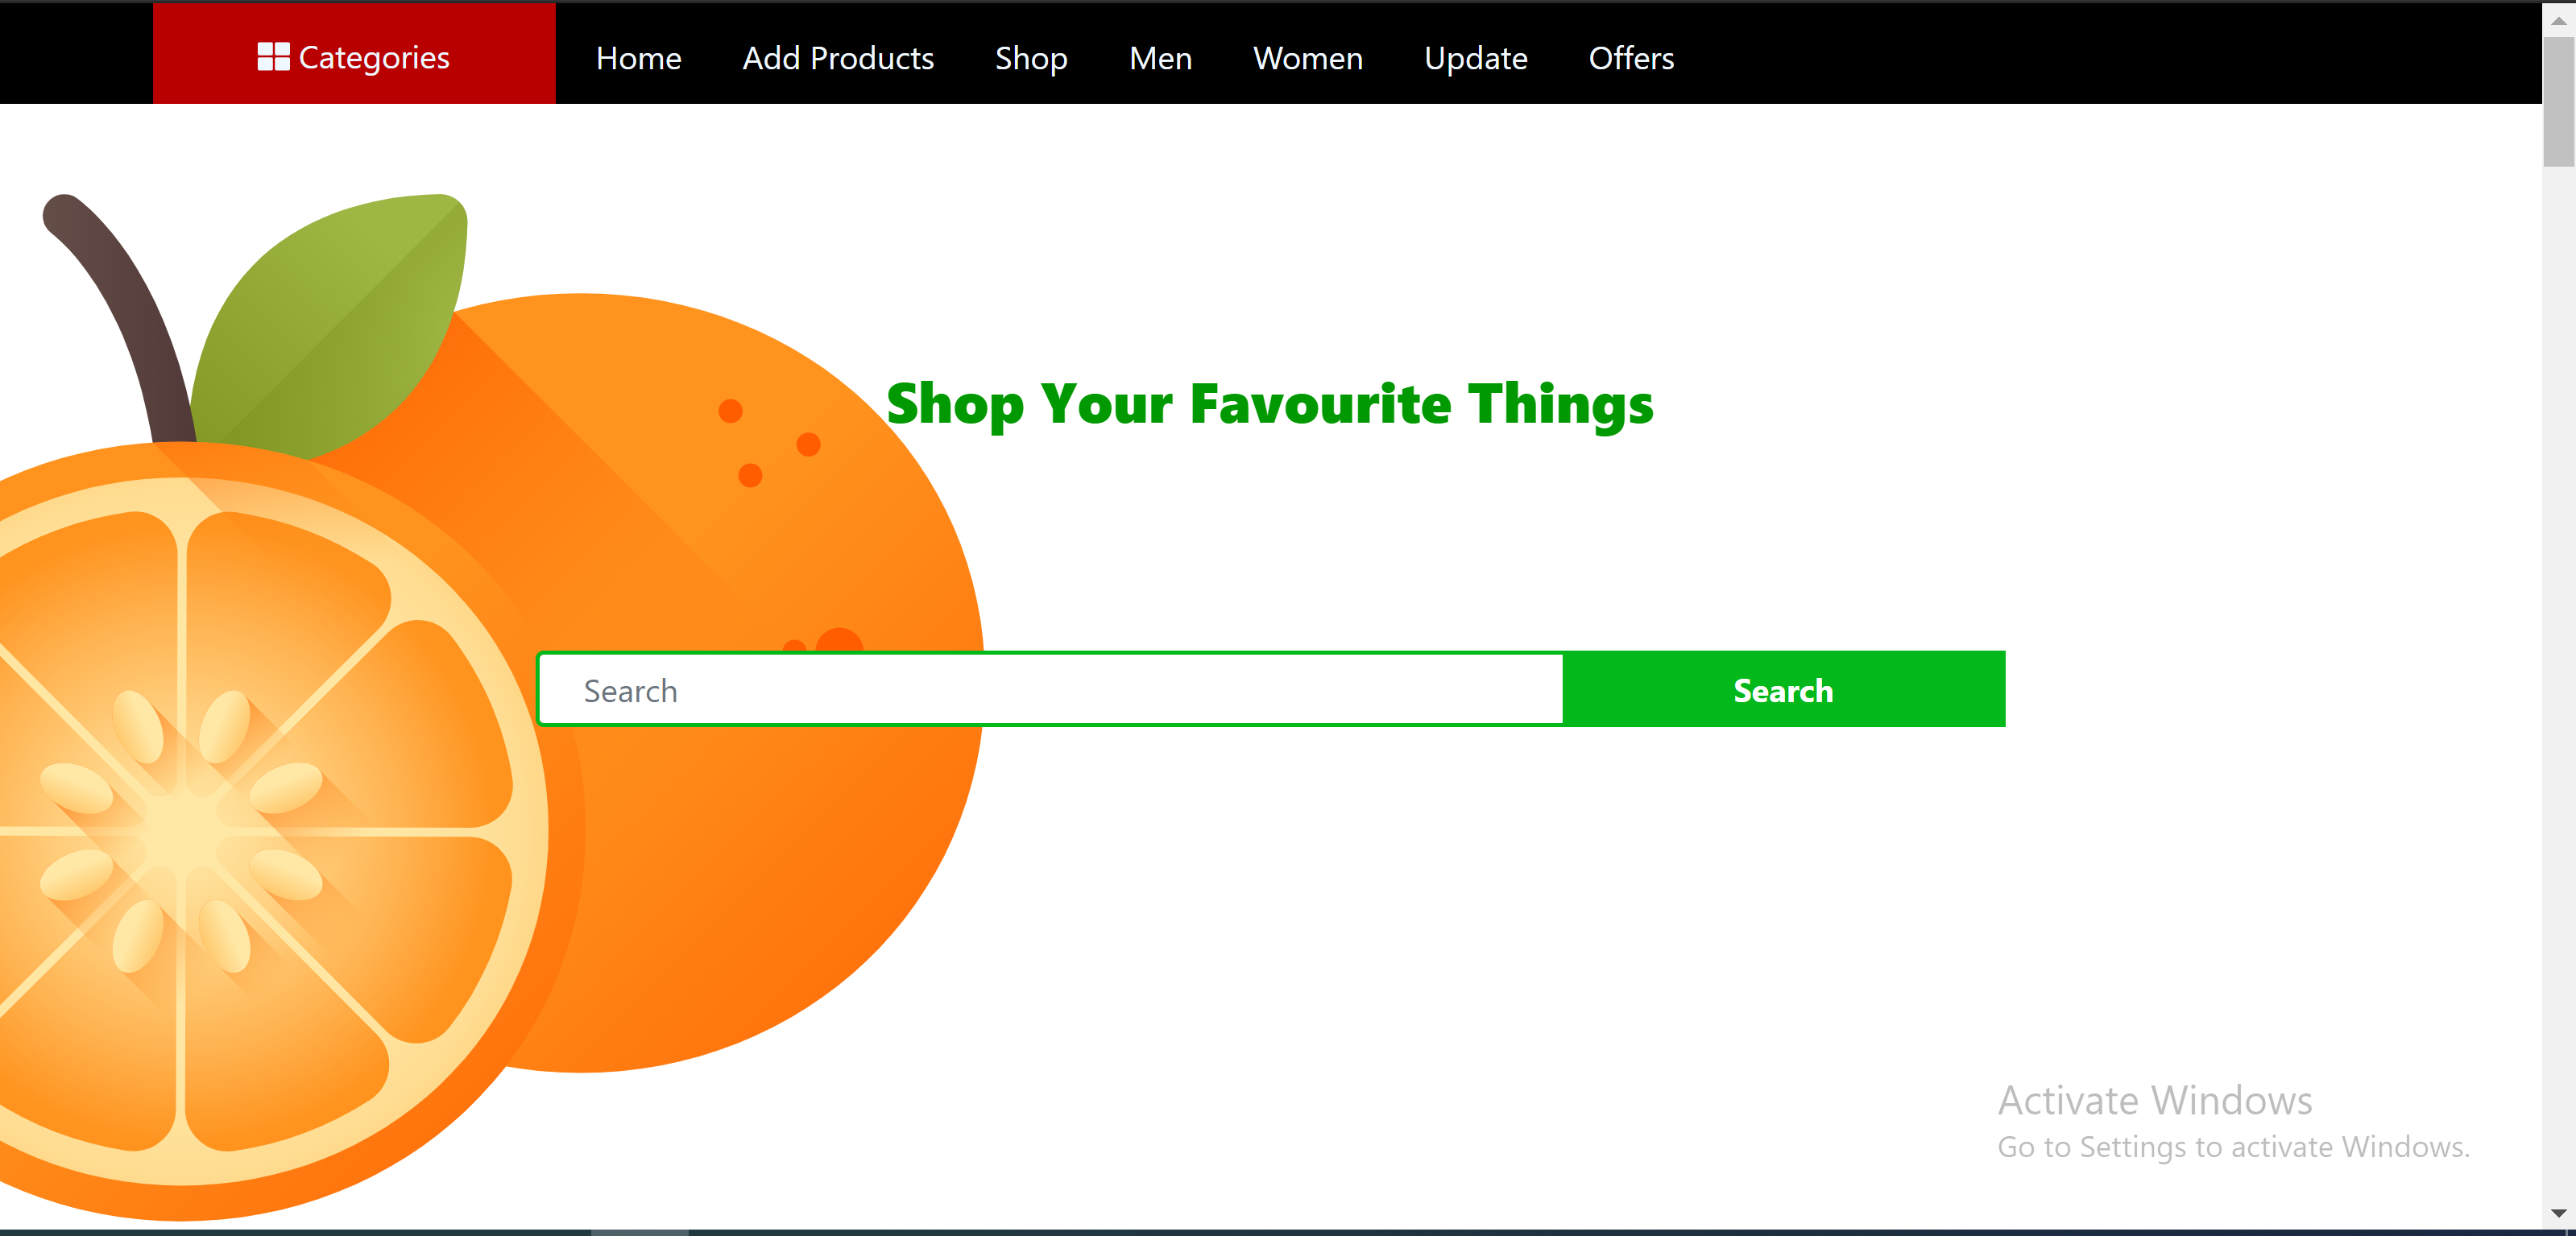 Categories Home Add Products Shop Men Women Update Offers
Shop Your Favourite Things
Search Search
Activate Windows
Go to Settings to activate Windows.